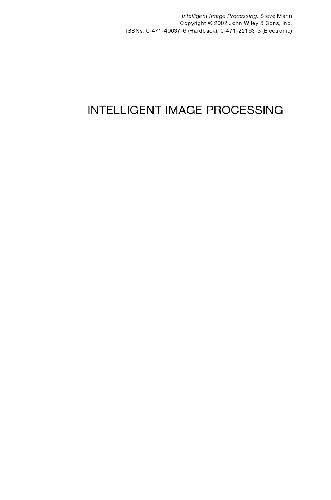 Intelligent Image Processing. Steve Mann
Copyright © 2002 John Wiley & Sons, Inc.
ISBNs: 0-471-40637-6 (Hardback); 0-471-22163-5 (Electronic)
INTELLIGENT IMAGE PROCESSING